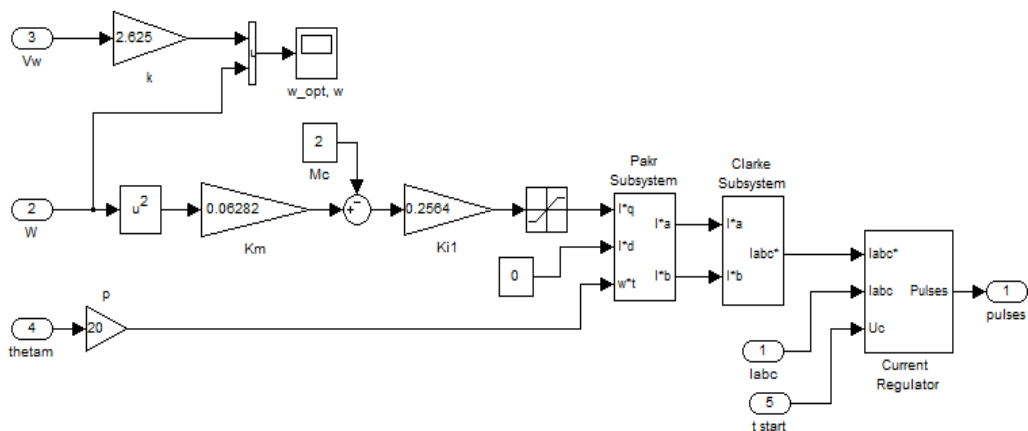 3
Vw
2.625
k
w_opt, w
2
W
u²
0.06282
Km
2
Mc
+
−
0.2564
Ki1
0
Pakr
Subsystem
I*q
I*d
w*t
I*a
I*b
Clarke
Subsystem
I*a
I*b
Iabc*
4
thetam
p
20
1
Iabc
5
t start
Iabc*
Iabc
Uc
Pulses
Current
Regulator
1
pulses